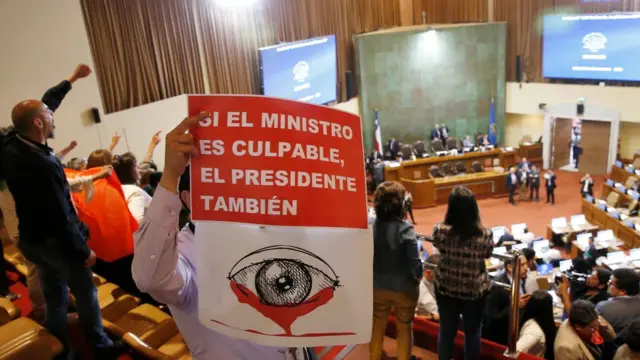 SI EL MINISTRO
ES CULPABLE,
EL PRESIDENTE
TAMBIÉN